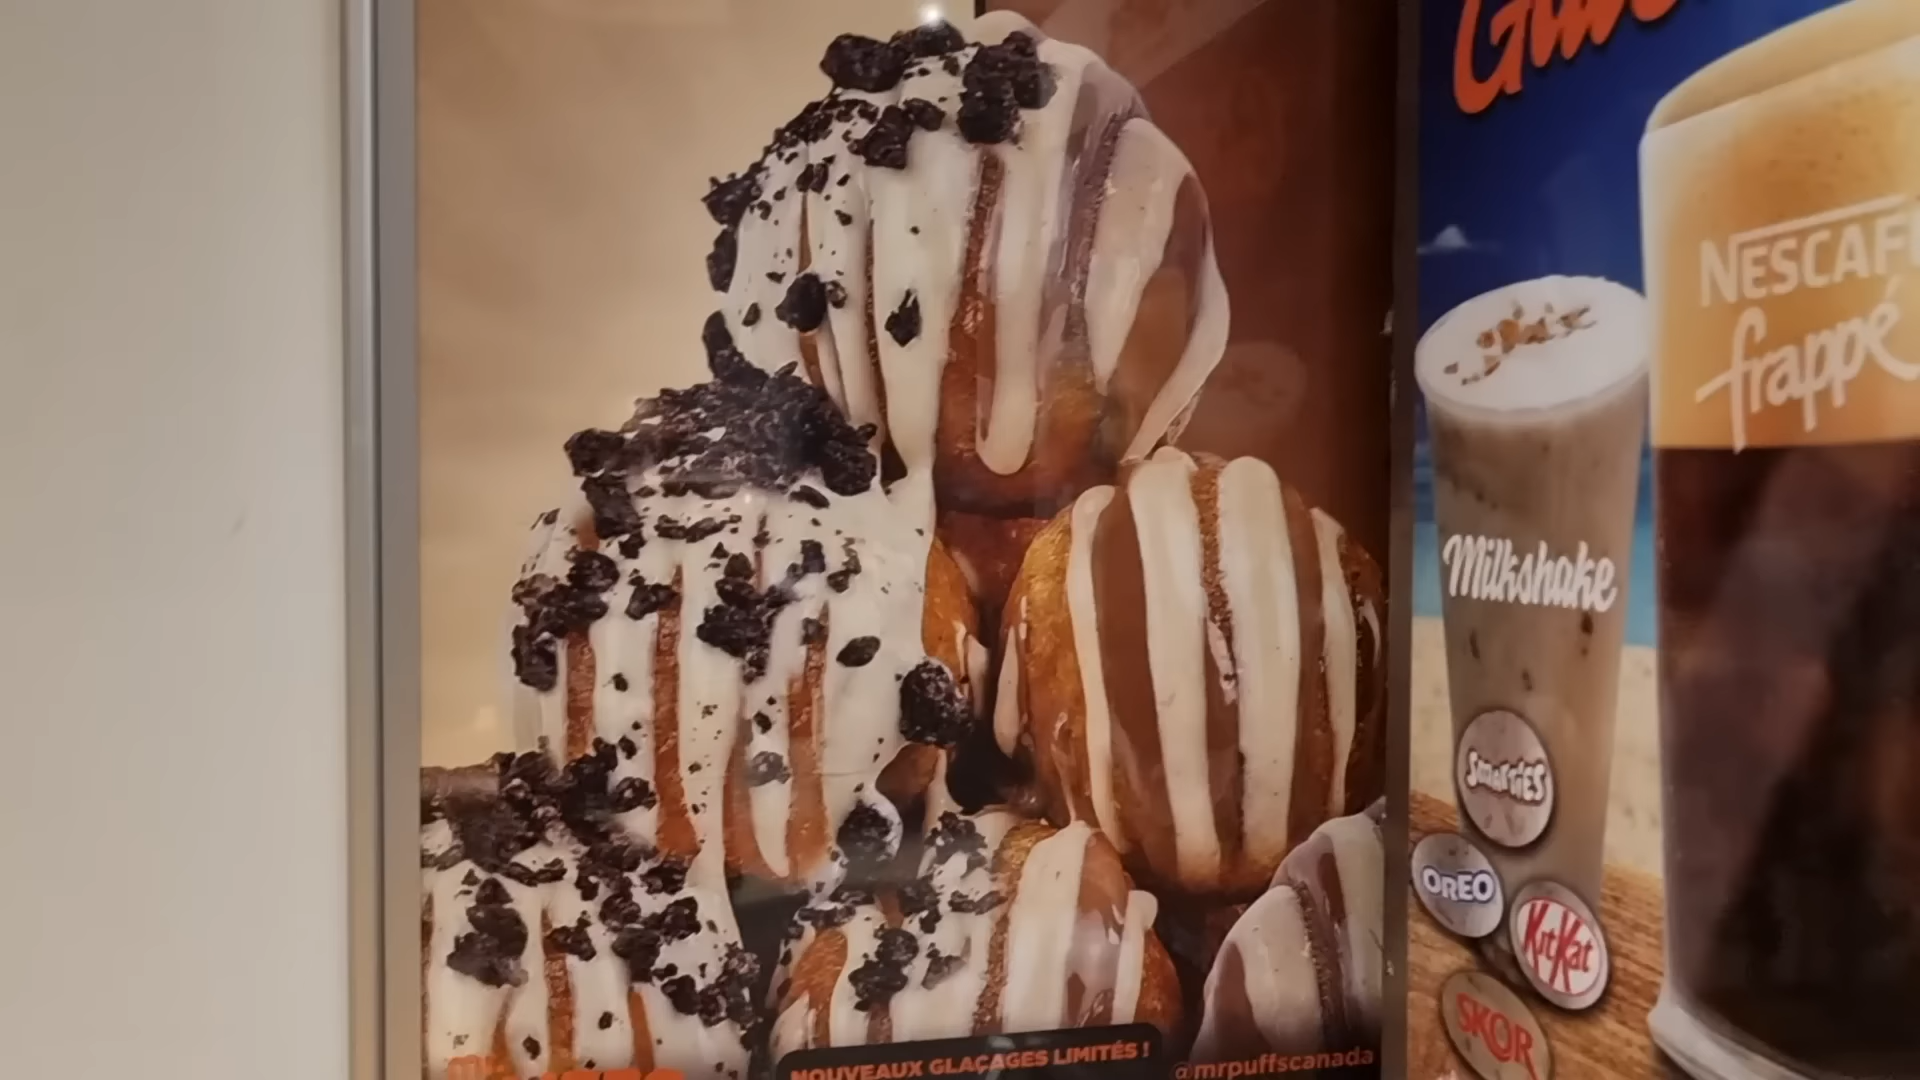 NOUVEAUX GLAÇAGES LIMITÉS !
@mrpuffscanada
NESCAFÉ
frappé
Milkshake
SMARTIES
OREO
KitKat
SKOR